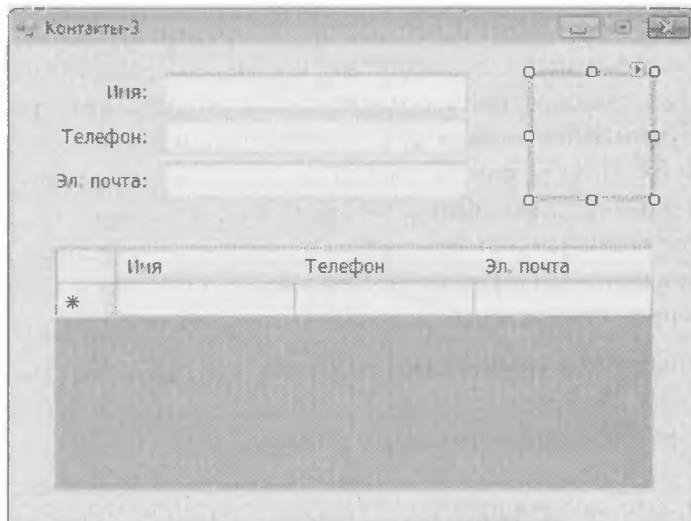 Контакты-3
Имя:
Телефон:
Эл. почта:
Имя Телефон Эл. почта
*